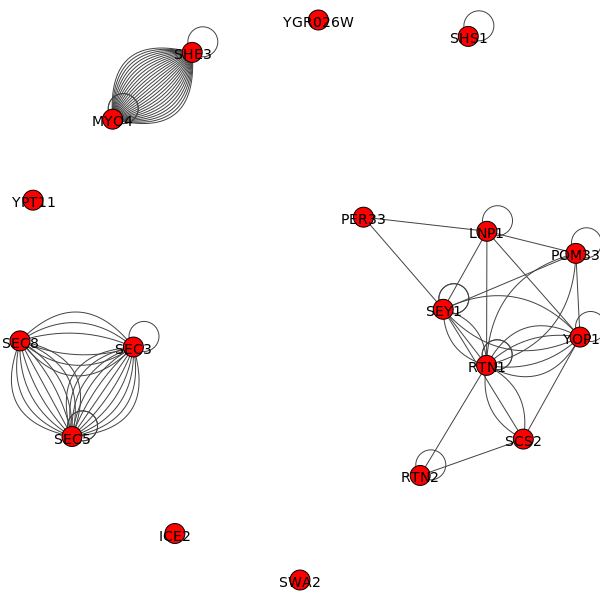 YGR026W
SHS1
SHE3
MYO4
YPT11
PER33
LNP1
POM33
SEY1
YOP1
RTN1
SEC8
SEC3
SEC5
SCS2
RTN2
ICE2
SWA2